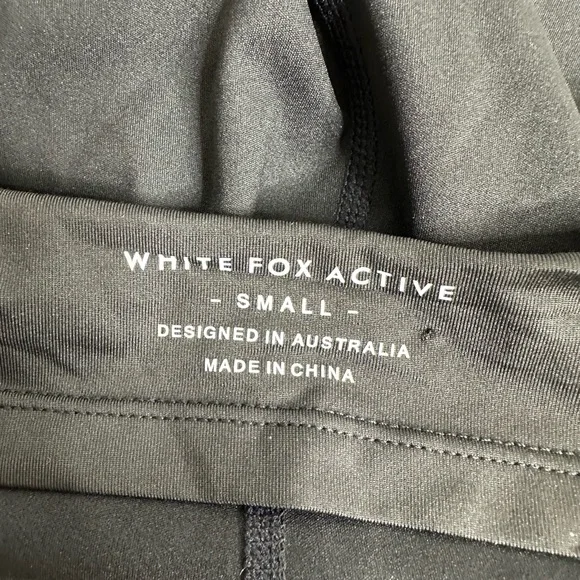 WHITE FOX ACTIVE
- SMALL -
DESIGNED IN AUSTRALIA
MADE IN CHINA